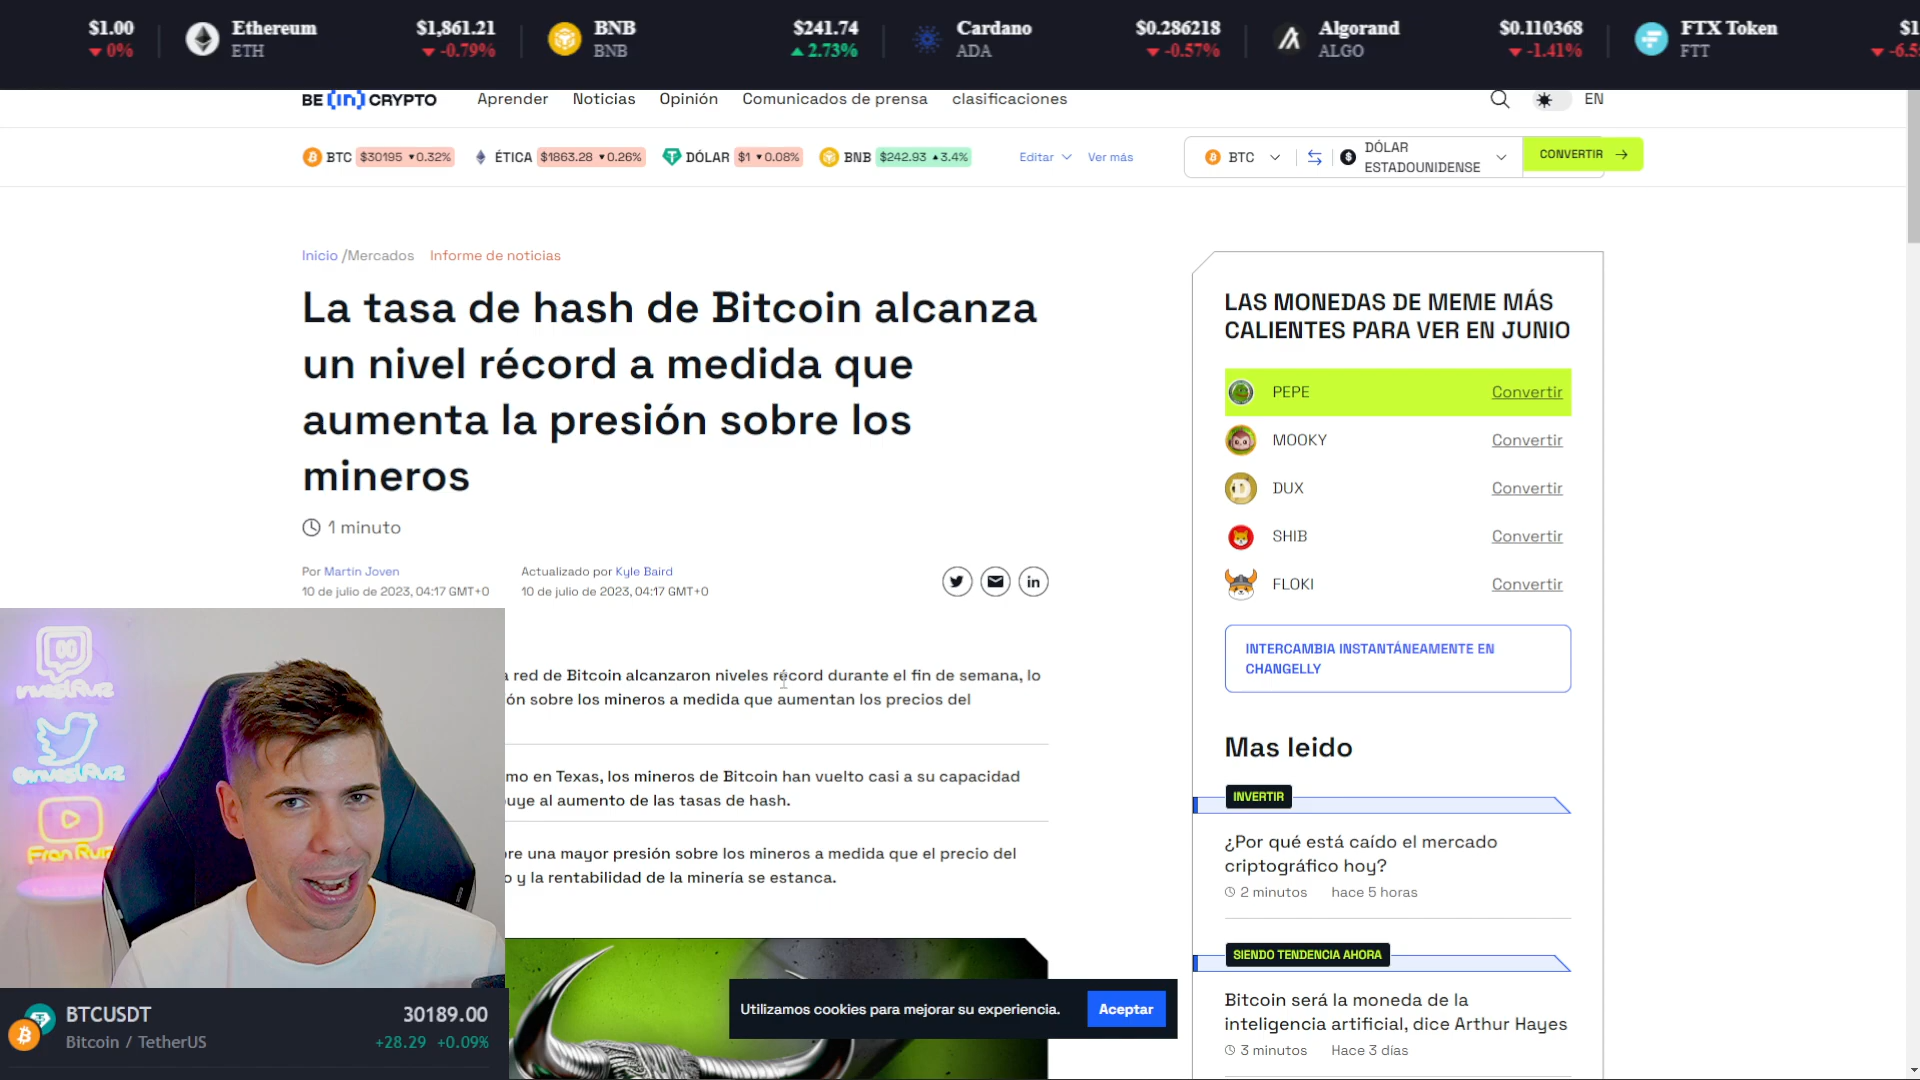 $1.00
▼ 0%
Ethereum
ETH
$1,861.21
▼ -0.79%
BNB
BNB
$241.74
▲ 2.73%
Cardano
ADA
$0.286218
▼ -0.57%
Algorand
ALGO
$0.110368
▼ -1.41%
FTX Token
FTT
BE [in] CRYPTO
Aprender Noticias Opinión Comunicados de prensa clasificaciones
EN
BTC $30195 ▼0.32% ÉTICA $1863.28 ▼0.26% DÓLAR $1 ▼0.08% BNB $242.93 ▲3.4%
Editar Ver más
BTC
DÓLAR
ESTADOUNIDENSE
CONVERTIR →
Inicio /Mercados Informe de noticias
La tasa de hash de Bitcoin alcanza
un nivel récord a medida que
aumenta la presión sobre los
mineros
1 minuto
Por Martin Joven
10 de julio de 2023, 04:17 GMT+0
Actualizado por Kyle Baird
10 de julio de 2023, 04:17 GMT+0
in
red de Bitcoin alcanzaron niveles récord durante el fin de semana, lo
ón sobre los mineros a medida que aumentan los precios del
mo en Texas, los mineros de Bitcoin han vuelto casi a su capacidad
uye al aumento de las tasas de hash.
re una mayor presión sobre los mineros a medida que el precio del
o y la rentabilidad de la minería se estanca.
LAS MONEDAS DE MEME MÁS
CALIENTES PARA VER EN JUNIO
PEPE Convertir
MOOKY Convertir
DUX Convertir
SHIB Convertir
FLOKI Convertir
INTERCAMBIA INSTANTÁNEAMENTE EN
CHANGELLY
Mas leido
INVERTIR
¿Por qué está caído el mercado
criptográfico hoy?
2 minutos hace 5 horas
SIENDO TENDENCIA AHORA
Bitcoin será la moneda de la
inteligencia artificial, dice Arthur Hayes
3 minutos Hace 3 días
Utilizamos cookies para mejorar su experiencia.
Aceptar
InvestRuiz
@InvestRuiz
Fran Ruiz
BTCUSDT 30189.00
Bitcoin / TetherUS +28.29 +0.09%